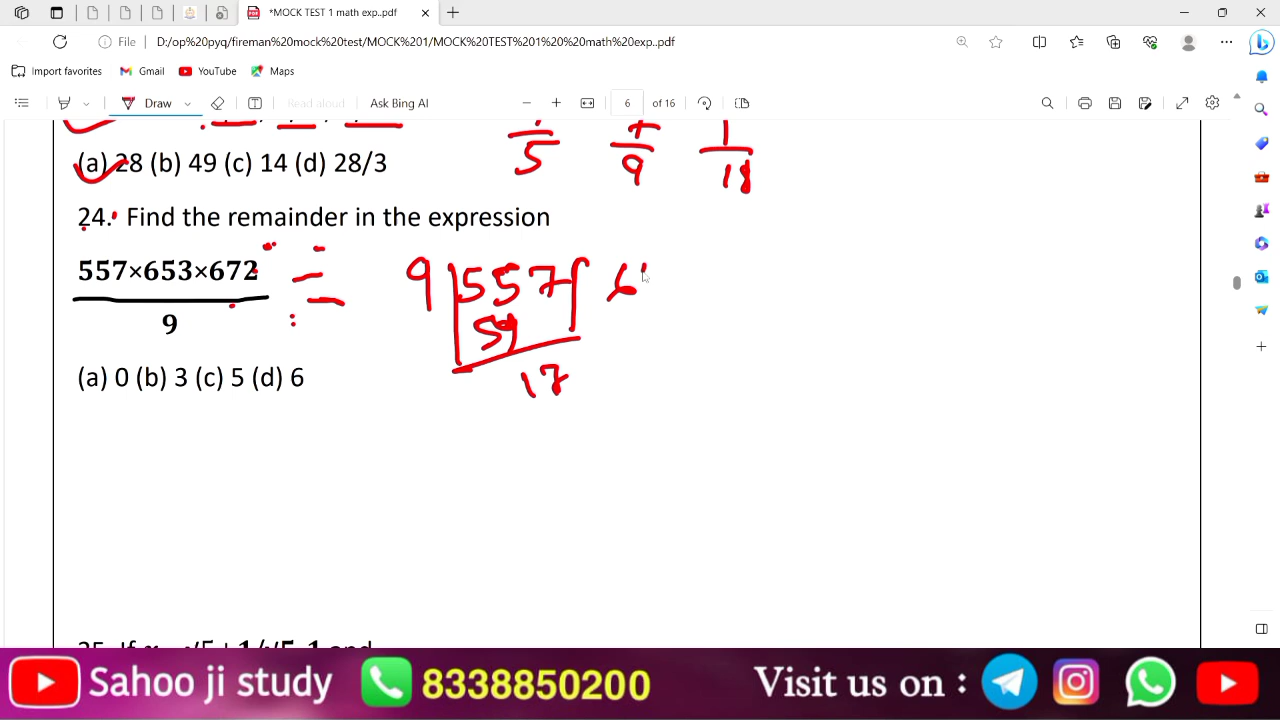 *MOCK TEST 1 math exp..pdf
File D:/op%20pyq/fireman%20mock%20test/MOCK%201/MOCK%20TEST%201%20%20math%20exp..pdf
Import favorites Gmail YouTube Maps
Draw Read aloud Ask Bing AI 6 of 16
(a) 28 (b) 49 (c) 14 (d) 28/3
5 9 18
24. Find the remainder in the expression
557×653×672
9
9 557 6
54
17
(a) 0 (b) 3 (c) 5 (d) 6
Sahoo ji study 8338850200 Visit us on :